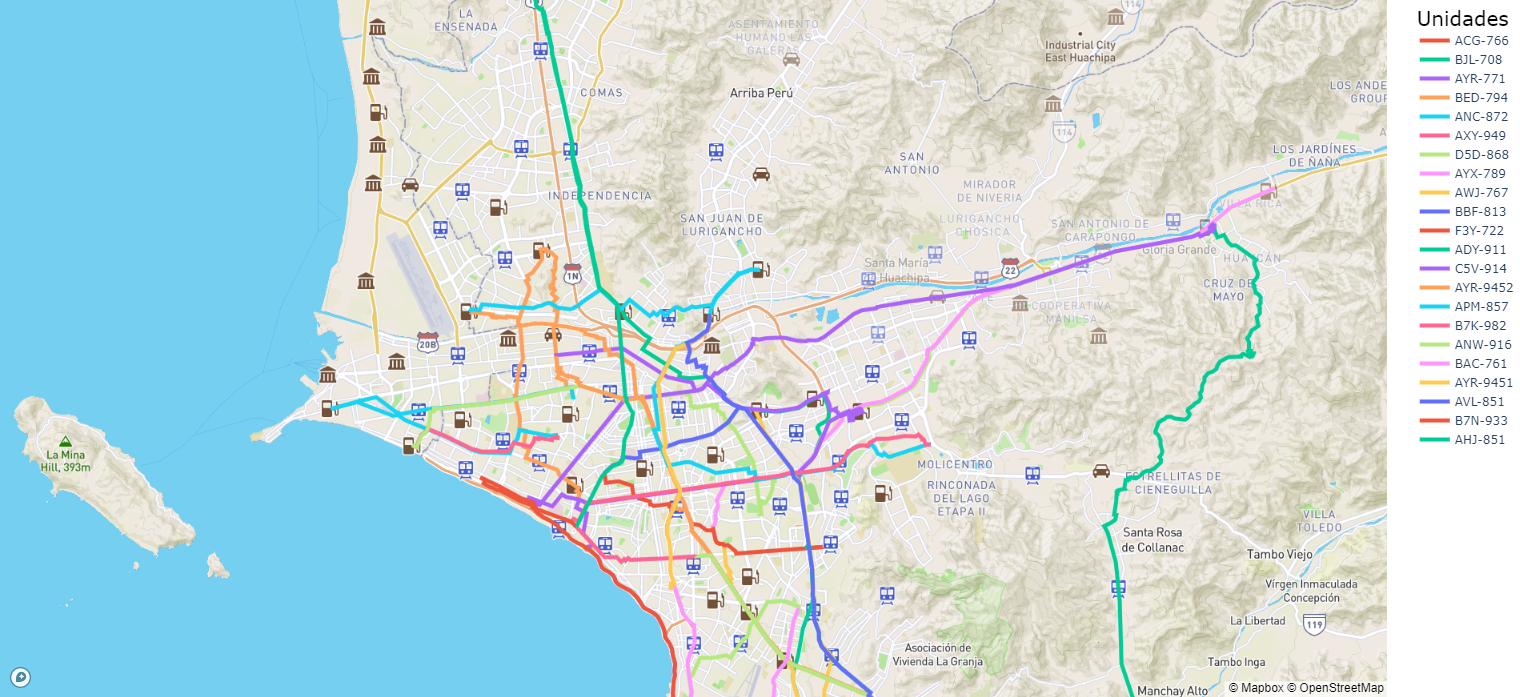 LA
ENSENADA
ASENTAMIENTO
HUMANO LAS
GALERAS
114
Industrial City
East Huachipa
COMAS
Arriba Perú
LOS ANDE
GROUP
114
LOS JARDÍNES
DE ÑAÑA
SAN
ANTONIO
INDEPENDENCIA
MIRADOR
DE NIVERIA
VILLA RICA
SAN JUAN DE
LURIGANCHO
LURIGANCHO-
CHOSICA
SAN ANTONIO DE
CARAPONGO
Gloria Grande
HUAYCÁN
Santa María
Huachipa
22
1N
CRUZ DE
MAYO
COOPERATIVA
MANILSA
20B
La Mina
Hill, 393m
MOLICENTRO
RINCONADA
DEL LAGO
ETAPA II
ESTRELLITAS DE
CIENEGUILLA
VILLA
TOLEDO
Santa Rosa
de Collanac
Tambo Viejo
Vírgen Inmaculada
Concepción
La Libertad
119
Asociación de
Vivienda La Granja
Tambo Inga
Manchay Alto
© Mapbox © OpenStreetMap
Unidades
ACG-766
BJL-708
AYR-771
BED-794
ANC-872
AXY-949
D5D-868
AYX-789
AWJ-767
BBF-813
F3Y-722
ADY-911
C5V-914
AYR-9452
APM-857
B7K-982
ANW-916
BAC-761
AYR-9451
AVL-851
B7N-933
AHJ-851